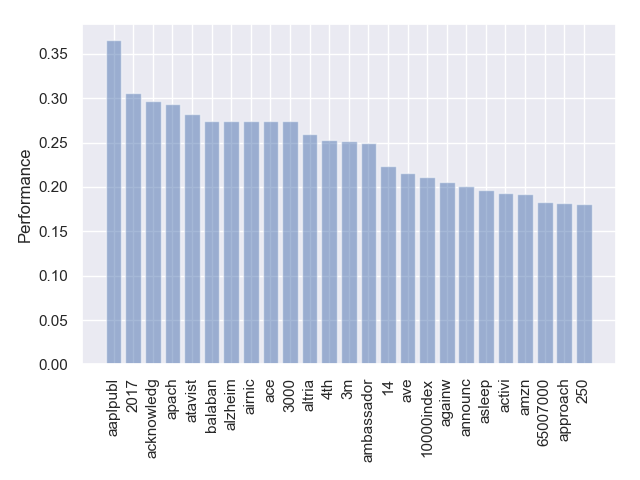 0.35
0.30
0.25
0.20
0.15
0.10
0.05
0.00
Performance
aaplpubl
2017
acknowledg
apach
atavist
balaban
alzheim
airnic
ace
3000
altria
4th
3m
ambassador
14
ave
10000index
againw
announc
asleep
activi
amzn
65007000
approach
250